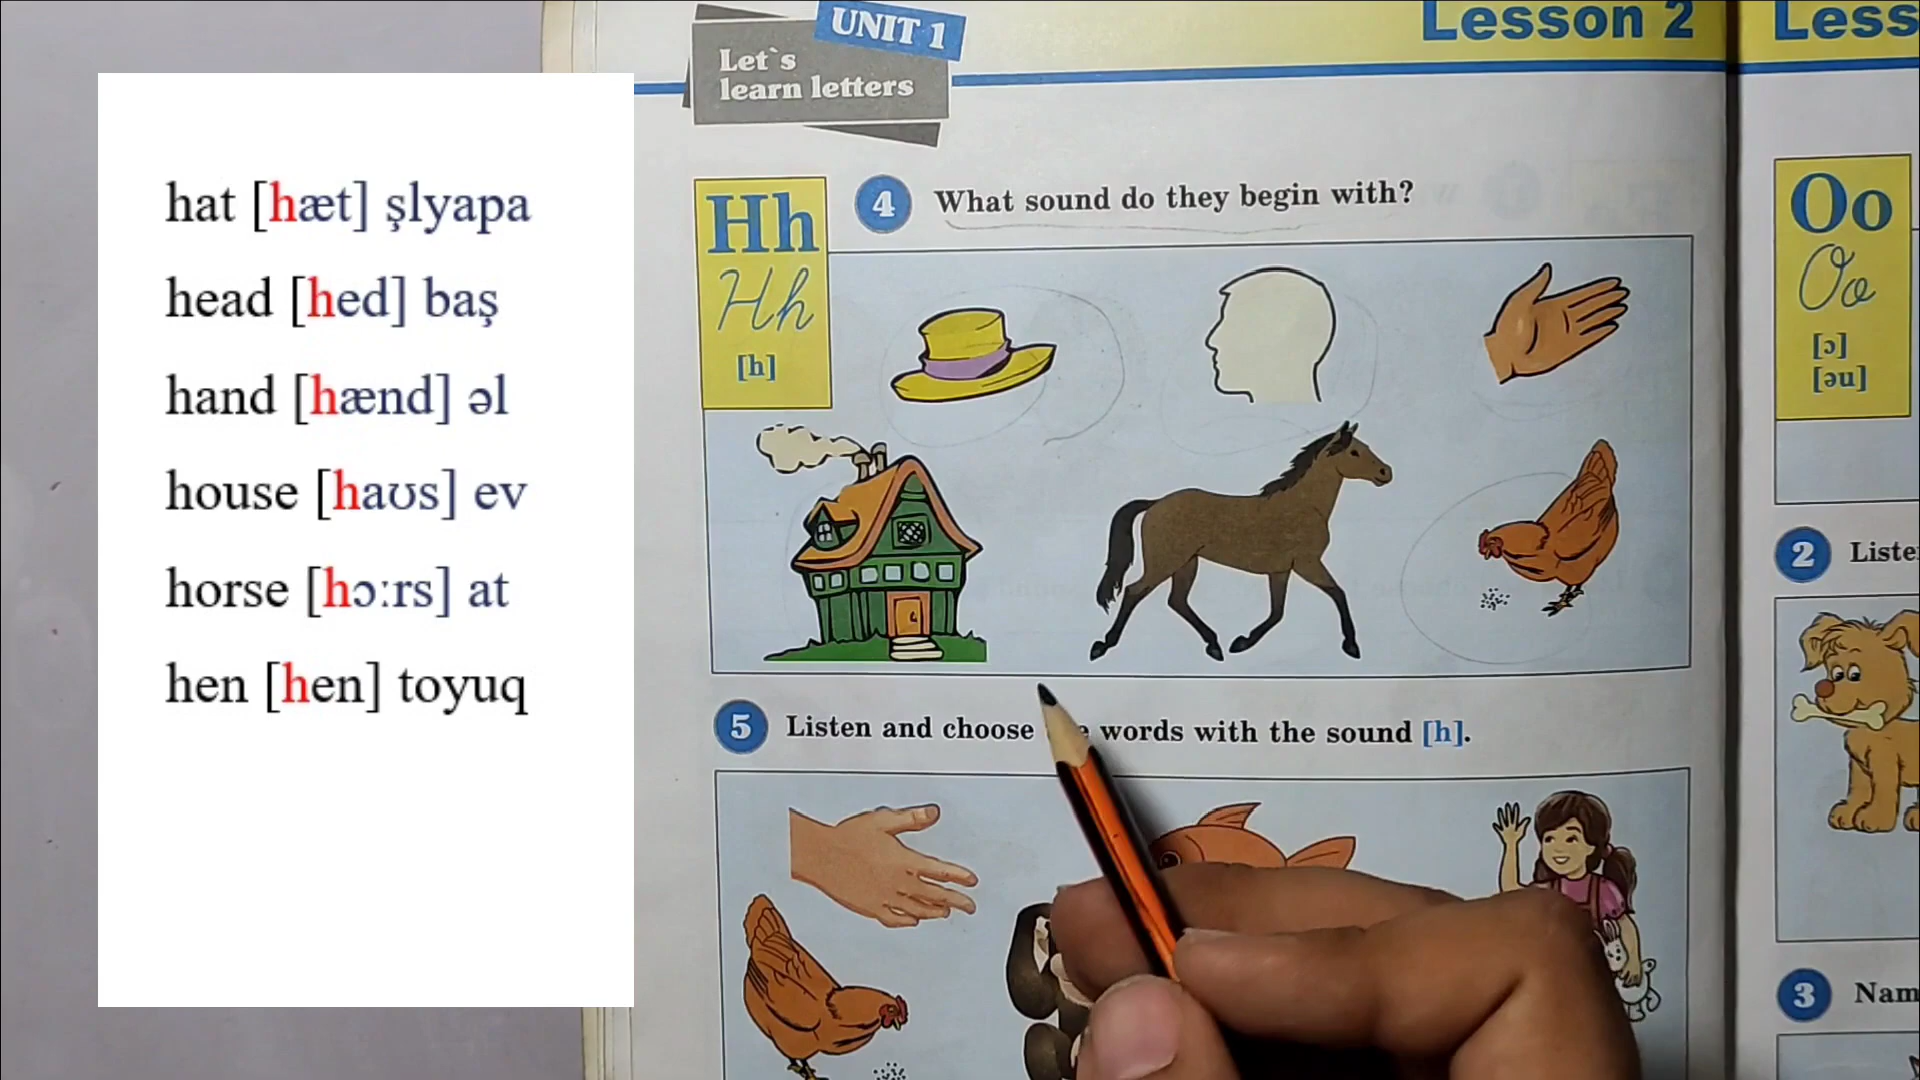 hat [hæt] şlyapa
head [hed] baş
hand [hænd] əl
house [haʊs] ev
horse [hɔːrs] at
hen [hen] toyuq
UNIT 1
Let`s
learn letters
Lesson 2
Hh
Hh
[h]
4 What sound do they begin with?
5 Listen and choose words with the sound [h].
Less
Oo
Oo
[ɔ]
[əu]
2 Liste
3 Nam